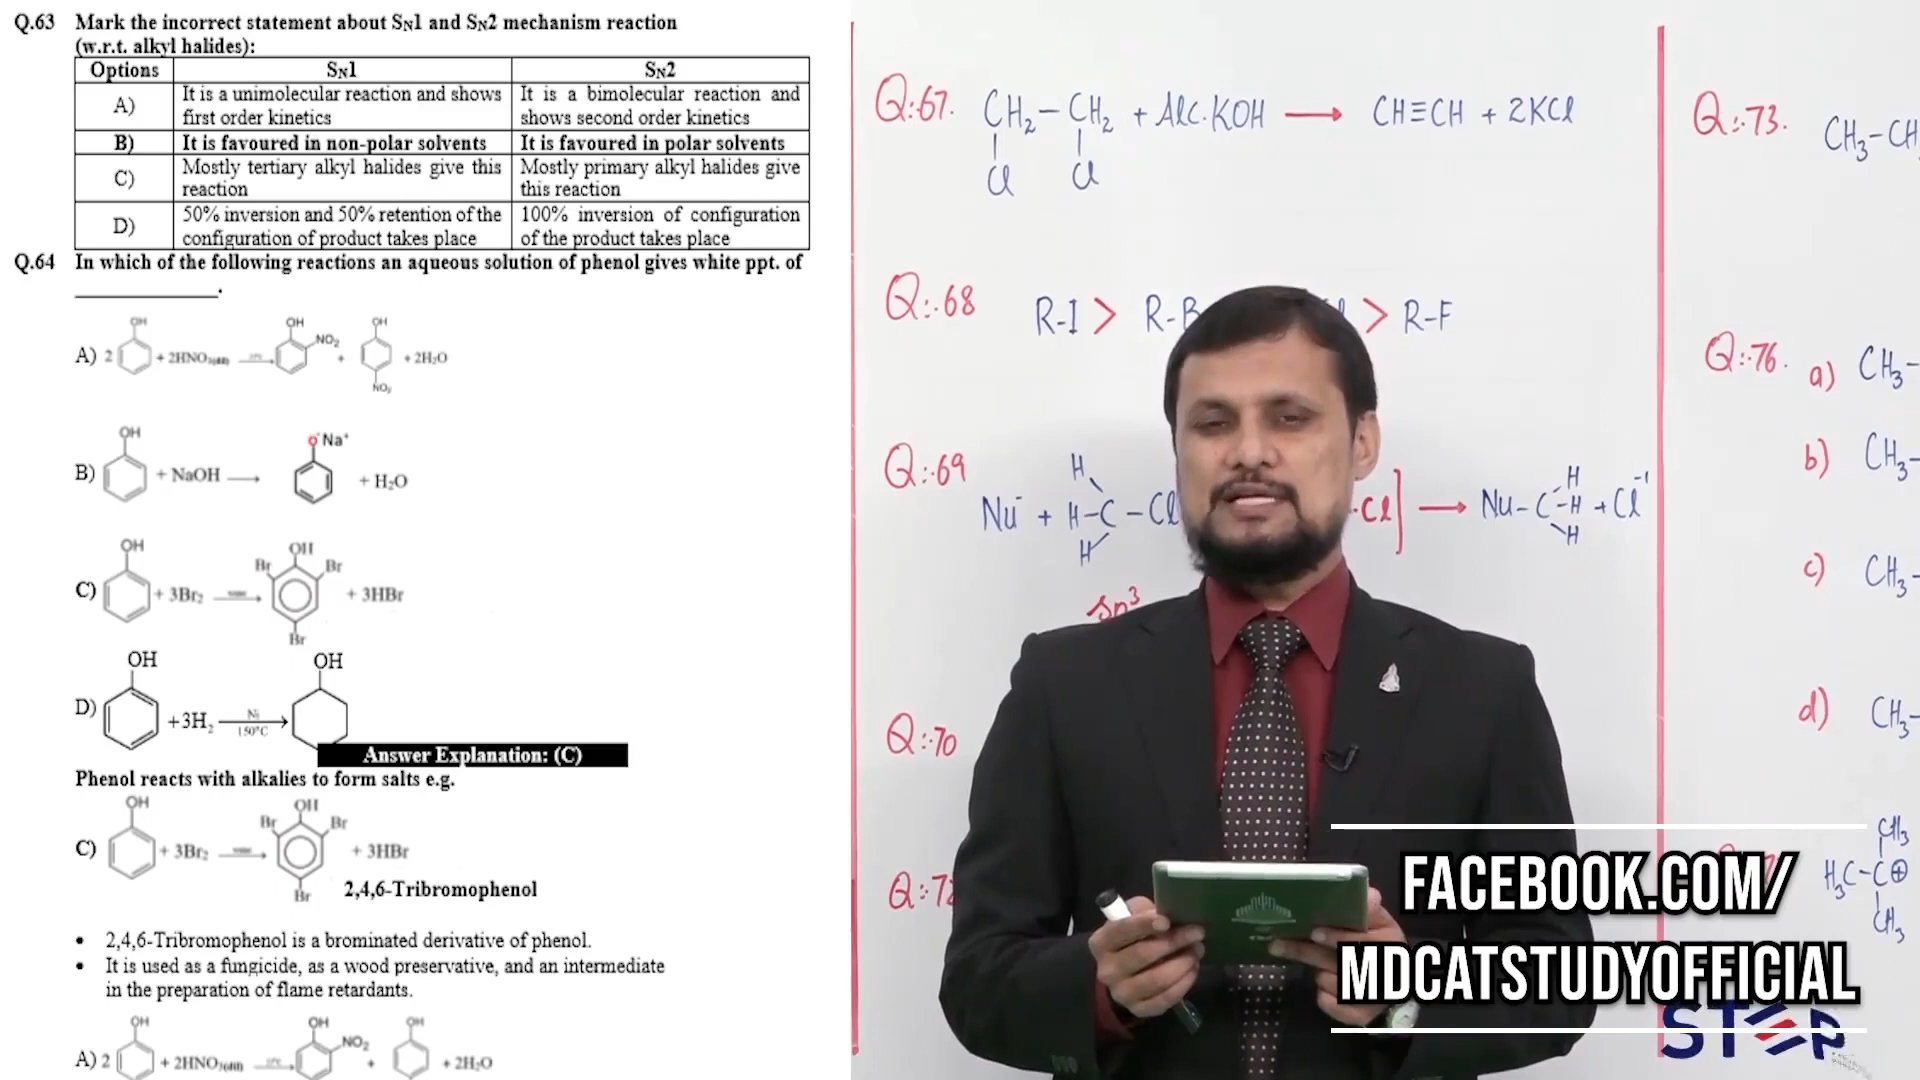 Q.63 Mark the incorrect statement about SN1 and SN2 mechanism reaction
(w.r.t. alkyl halides):
Options SN1 SN2
A) It is a unimolecular reaction and shows first order kinetics It is a bimolecular reaction and shows second order kinetics
B) It is favoured in non-polar solvents It is favoured in polar solvents
C) Mostly tertiary alkyl halides give this reaction Mostly primary alkyl halides give this reaction
D) 50% inversion and 50% retention of the configuration of product takes place 100% inversion of configuration of the product takes place
Q.64 In which of the following reactions an aqueous solution of phenol gives white ppt. of
____________.
A) 2 OH + 2HNO3 OH NO2 + OH NO2 + 2H2O
B) OH + NaOH → O⁻Na⁺ + H2O
C) OH + 3Br2 OH Br Br Br + 3HBr
D) OH +3H2 Ni 150°C OH
Answer Explanation: (C)
Phenol reacts with alkalies to form salts e.g.
C) OH + 3Br2 OH Br Br Br + 3HBr
2,4,6-Tribromophenol
• 2,4,6-Tribromophenol is a brominated derivative of phenol.
• It is used as a fungicide, as a wood preservative, and an intermediate
in the preparation of flame retardants.
A) 2 OH + 2HNO3 OH NO2 + OH + 2H2O
Q:67. CH2-CH2 + Alc.KOH → CH≡CH + 2KCl
Cl Cl
Q:68 R-I > R-B > R-F
Q:69
Nu⁻ + H-C-Cl H H Cl] → Nu-C-H H H + Cl⁻¹
sp³
Q:70
Q:7
Q:73. CH3-CH
Q:76. a) CH3-
b) CH3-
c) CH3-
d) CH3-
CH3
H3C-C⊕
CH3
FACEBOOK.COM/
MDCATSTUDYOFFICIAL
STEP